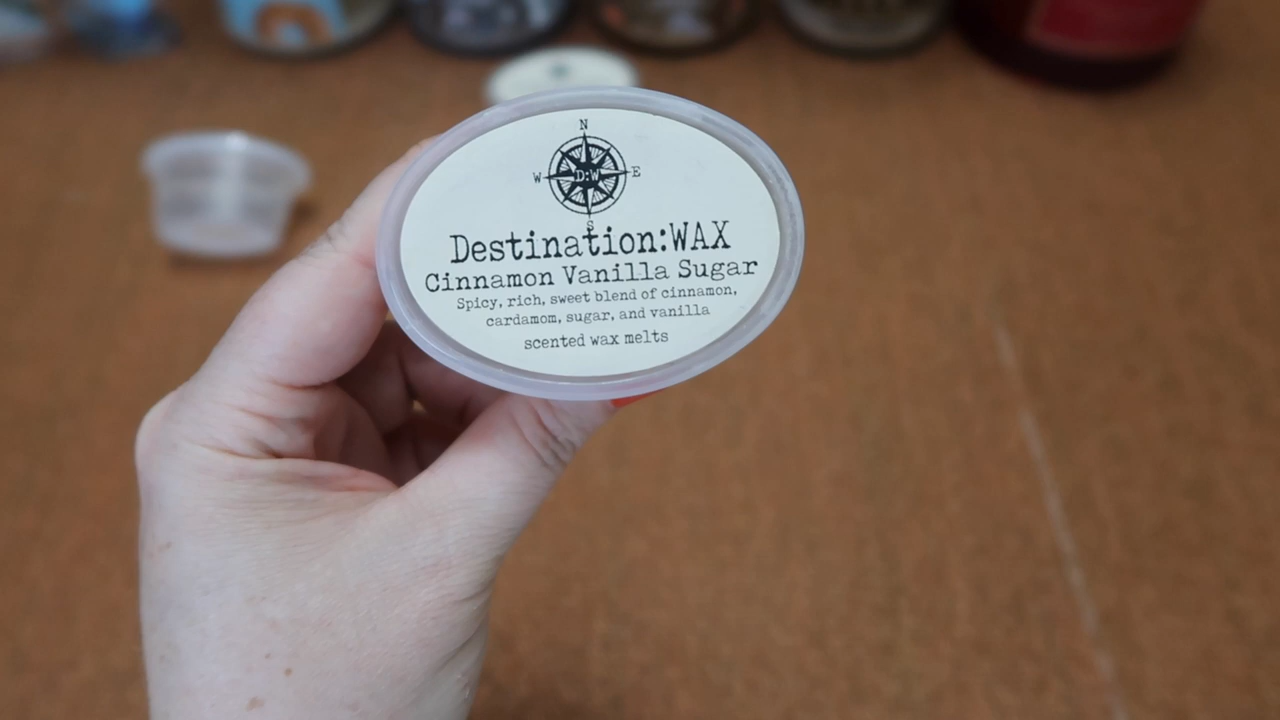 N
W D:W E
S
Destination:WAX
Cinnamon Vanilla Sugar
Spicy, rich, sweet blend of cinnamon,
cardamom, sugar, and vanilla
scented wax melts